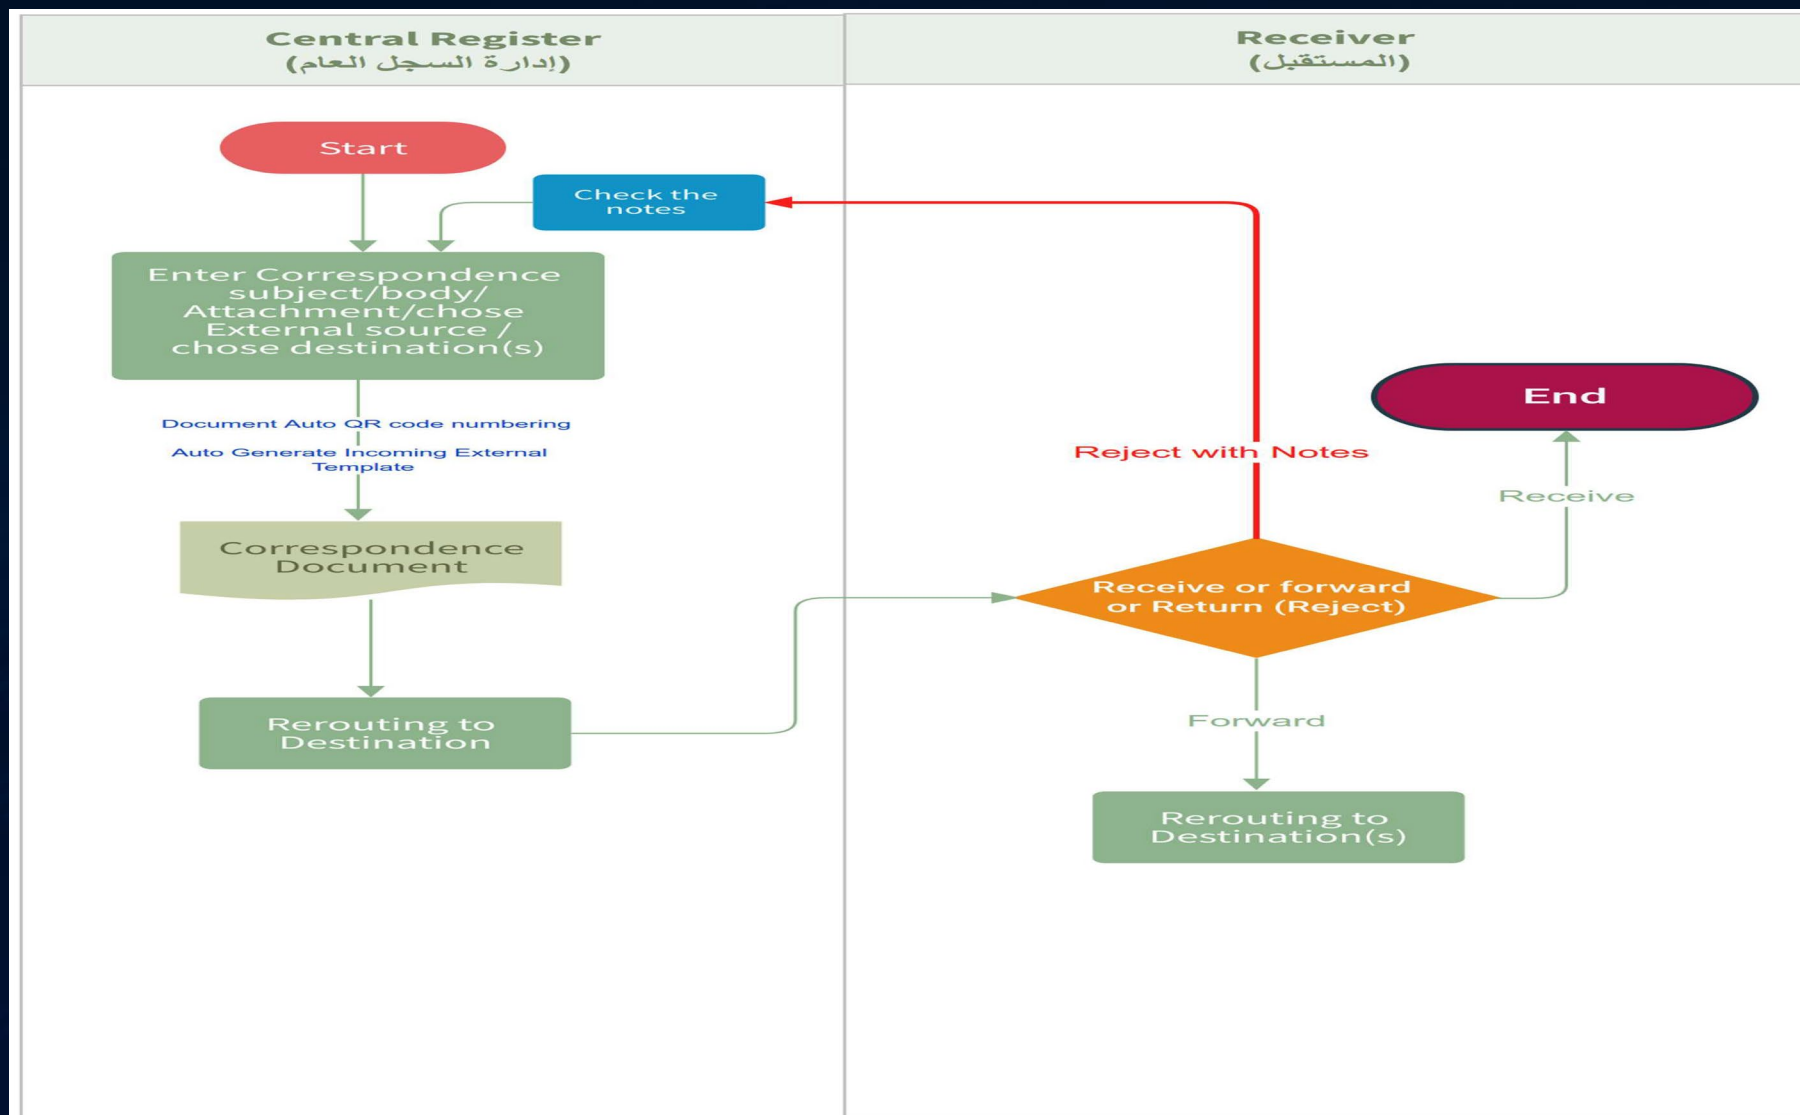 Central Register
(إدارة السجل العام)
Receiver
(المستقبل)
Start
Check the
notes
Enter Correspondence
subject/body/
Attachment/chose
External source /
chose destination(s)
Document Auto QR code numbering
Auto Generate Incoming External
Template
Correspondence
Document
Rerouting to
Destination
Reject with Notes
End
Receive
Receive or forward
or Return (Reject)
Forward
Rerouting to
Destination(s)